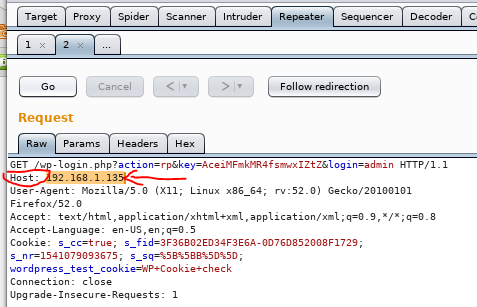 Target Proxy Spider Scanner Intruder Repeater Sequencer Decoder
1 × 2 × ...
Go Cancel < > Follow redirection
Request
Raw Params Headers Hex
GET /wp-login.php?action=rp&key=AceiMFmkMR4fsmwxIZtZ&login=admin HTTP/1.1
Host: 192.168.1.135
User-Agent: Mozilla/5.0 (X11; Linux x86_64; rv:52.0) Gecko/20100101
Firefox/52.0
Accept: text/html,application/xhtml+xml,application/xml;q=0.9,*/*;q=0.8
Accept-Language: en-US,en;q=0.5
Cookie: s_cc=true; s_fid=3F36B02ED34F3E6A-0D76D852008F1729;
s_nr=1541079093675; s_sq=%5B%5BB%5D%5D;
wordpress_test_cookie=WP+Cookie+check
Connection: close
Upgrade-Insecure-Requests: 1